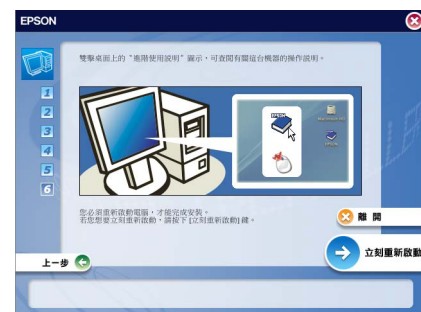 EPSON
雙擊桌面上的"進階使用說明"圖示，可查閱有關這台機器的操作說明。
1
2
3
4
5
6
您必須重新啟動電腦，才能完成安裝。
若您想要立刻重新啟動，請按下 [立刻重新啟動] 鍵。
離開
上一步
立刻重新啟動